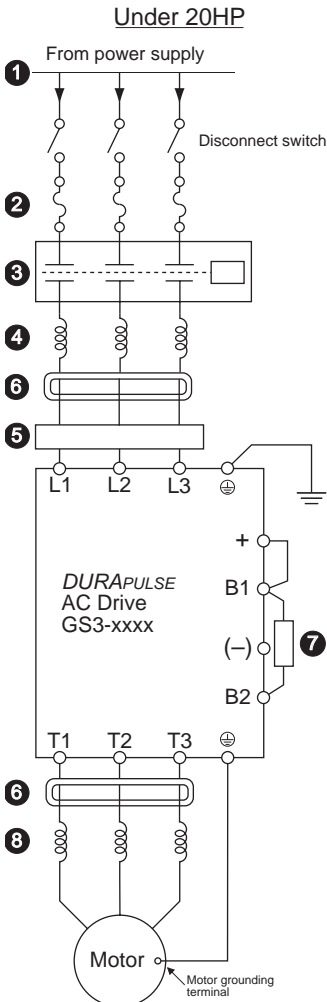 Under 20HP
From power supply
1
Disconnect switch
2
3
4
6
5
L1 L2 L3
+
DURAPULSE
AC Drive
GS3-xxxx
B1
(–)
7
B2
T1 T2 T3
6
8
Motor
Motor grounding
terminal